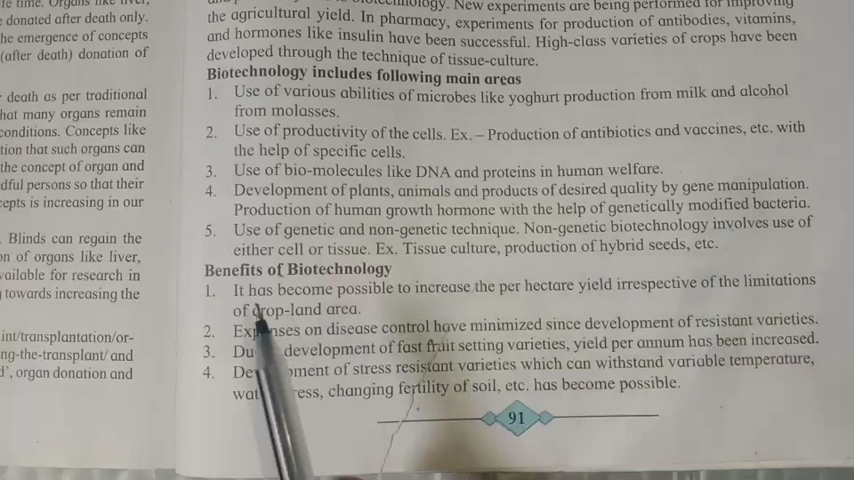 le time. Organs like liver,
e donated after death only.
he emergence of concepts
(after death) donation of
death as per traditional
hat many organs remain
conditions. Concepts like
tion that such organs can
the concept of organ and
dful persons so that their
cepts is increasing in our
Blinds can regain the
on of organs like liver,
vailable for research in
towards increasing the
int/transplantation/or-
ng-the-transplant/ and
d', organ donation and
biotechnology. New experiments are being performed for improving
the agricultural yield. In pharmacy, experiments for production of antibodies, vitamins,
and hormones like insulin have been successful. High-class varieties of crops have been
developed through the technique of tissue-culture.
Biotechnology includes following main areas
1. Use of various abilities of microbes like yoghurt production from milk and alcohol
from molasses.
2. Use of productivity of the cells. Ex. – Production of antibiotics and vaccines, etc. with
the help of specific cells.
3. Use of bio-molecules like DNA and proteins in human welfare.
4. Development of plants, animals and products of desired quality by gene manipulation.
Production of human growth hormone with the help of genetically modified bacteria.
5. Use of genetic and non-genetic technique. Non-genetic biotechnology involves use of
either cell or tissue. Ex. Tissue culture, production of hybrid seeds, etc.
Benefits of Biotechnology
1. It has become possible to increase the per hectare yield irrespective of the limitations
of crop-land area.
2. Expenses on disease control have minimized since development of resistant varieties.
3. Du development of fast fruit setting varieties, yield per annum has been increased.
4. Development of stress resistant varieties which can withstand variable temperature,
wat ress, changing fertility of soil, etc. has become possible.
91